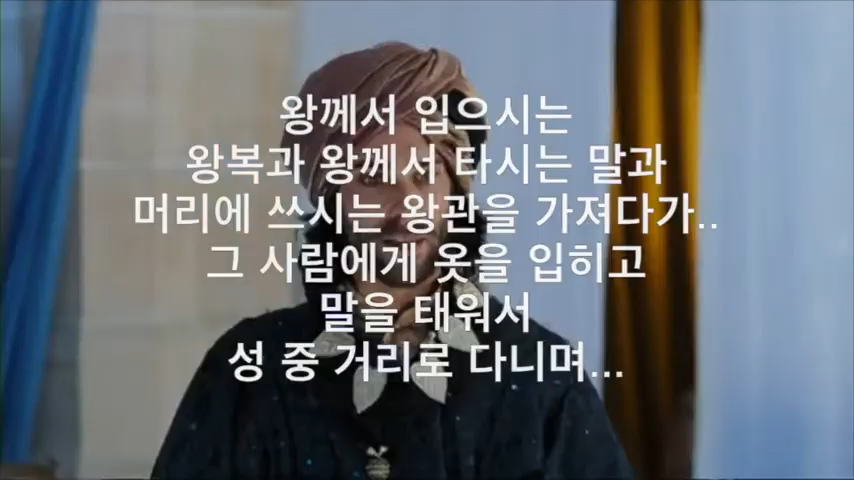 왕께서 입으시는
왕복과 왕께서 타시는 말과
머리에 쓰시는 왕관을 가져다가..
그 사람에게 옷을 입히고
말을 태워서
성 중 거리로 다니며...